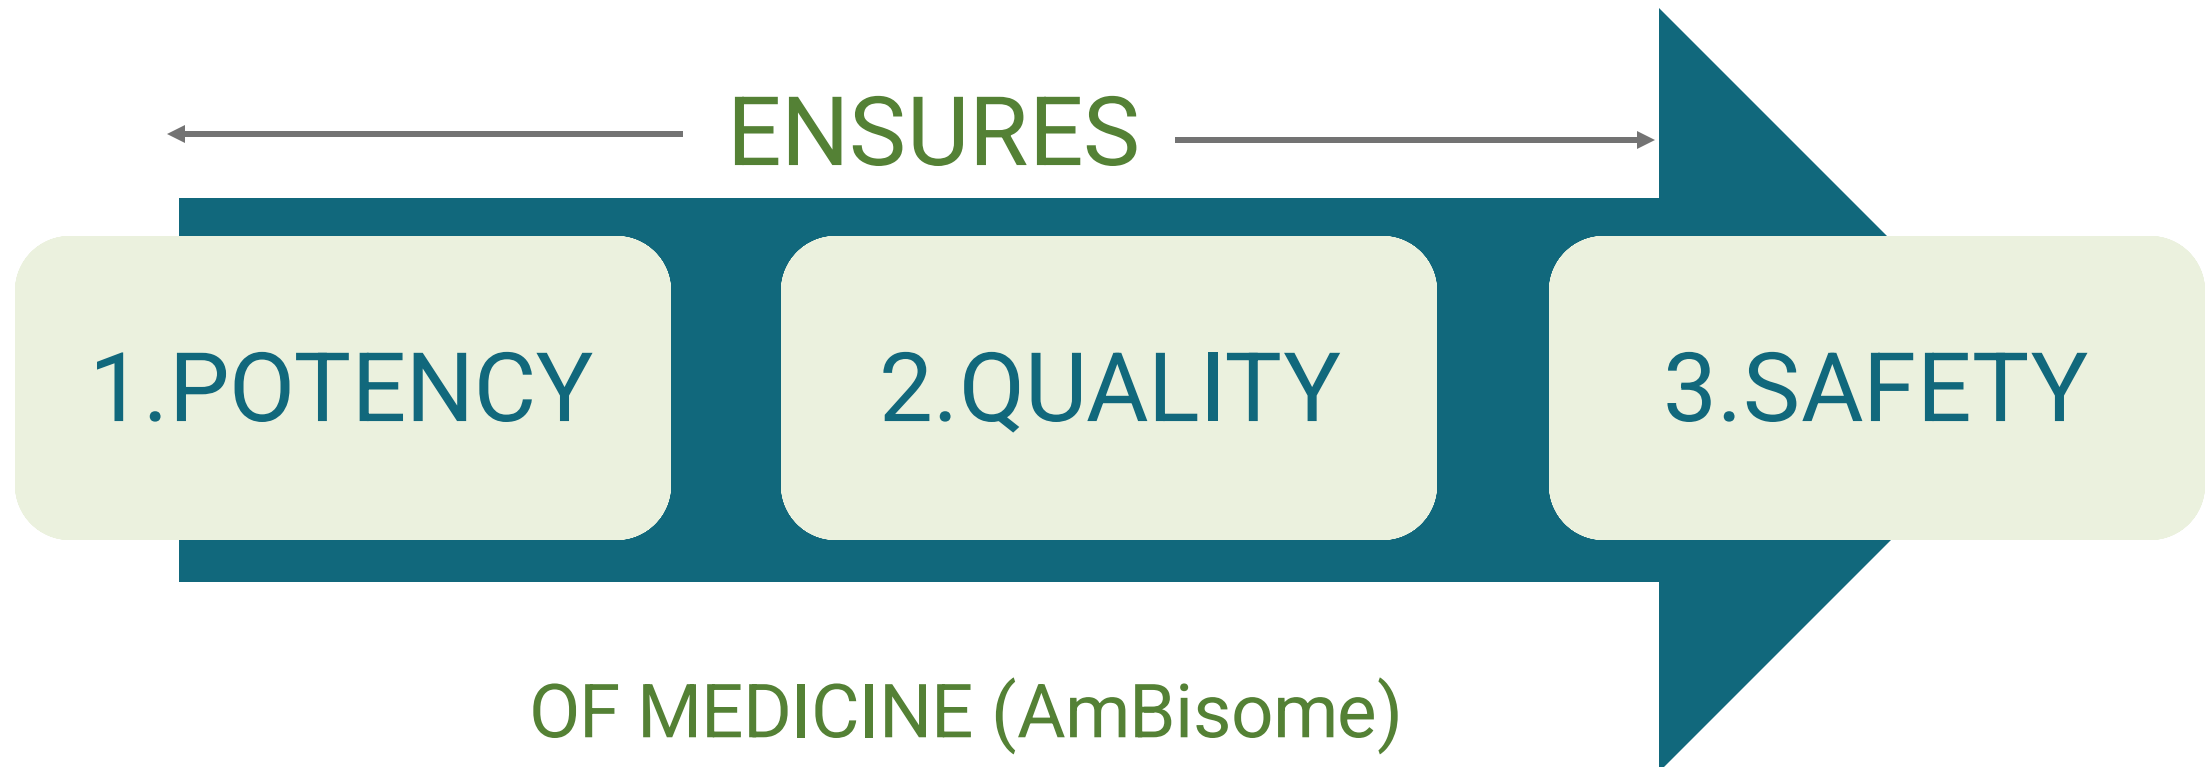 ENSURES
1.POTENCY
2.QUALITY
3.SAFETY
OF MEDICINE (AmBisome)